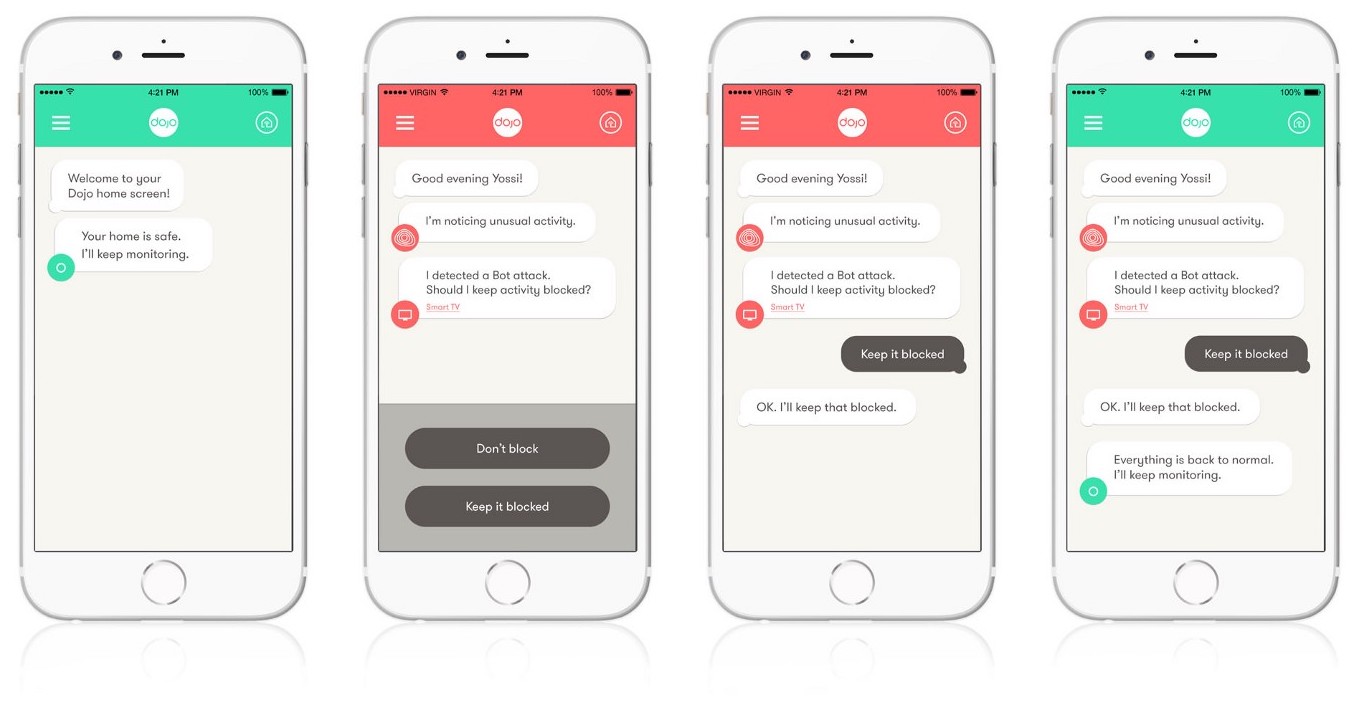 4:21 PM 100%
dojo
Welcome to your
Dojo home screen!
Your home is safe.
I'll keep monitoring.
VIRGIN 4:21 PM 100%
dojo
Good evening Yossi!
I'm noticing unusual activity.
I detected a Bot attack.
Should I keep activity blocked?
Smart TV
Don't block
Keep it blocked
VIRGIN 4:21 PM 100%
dojo
Good evening Yossi!
I'm noticing unusual activity.
I detected a Bot attack.
Should I keep activity blocked?
Smart TV
Keep it blocked
OK. I'll keep that blocked.
4:21 PM 100%
dojo
Good evening Yossi!
I'm noticing unusual activity.
I detected a Bot attack.
Should I keep activity blocked?
Smart TV
Keep it blocked
OK. I'll keep that blocked.
Everything is back to normal.
I'll keep monitoring.